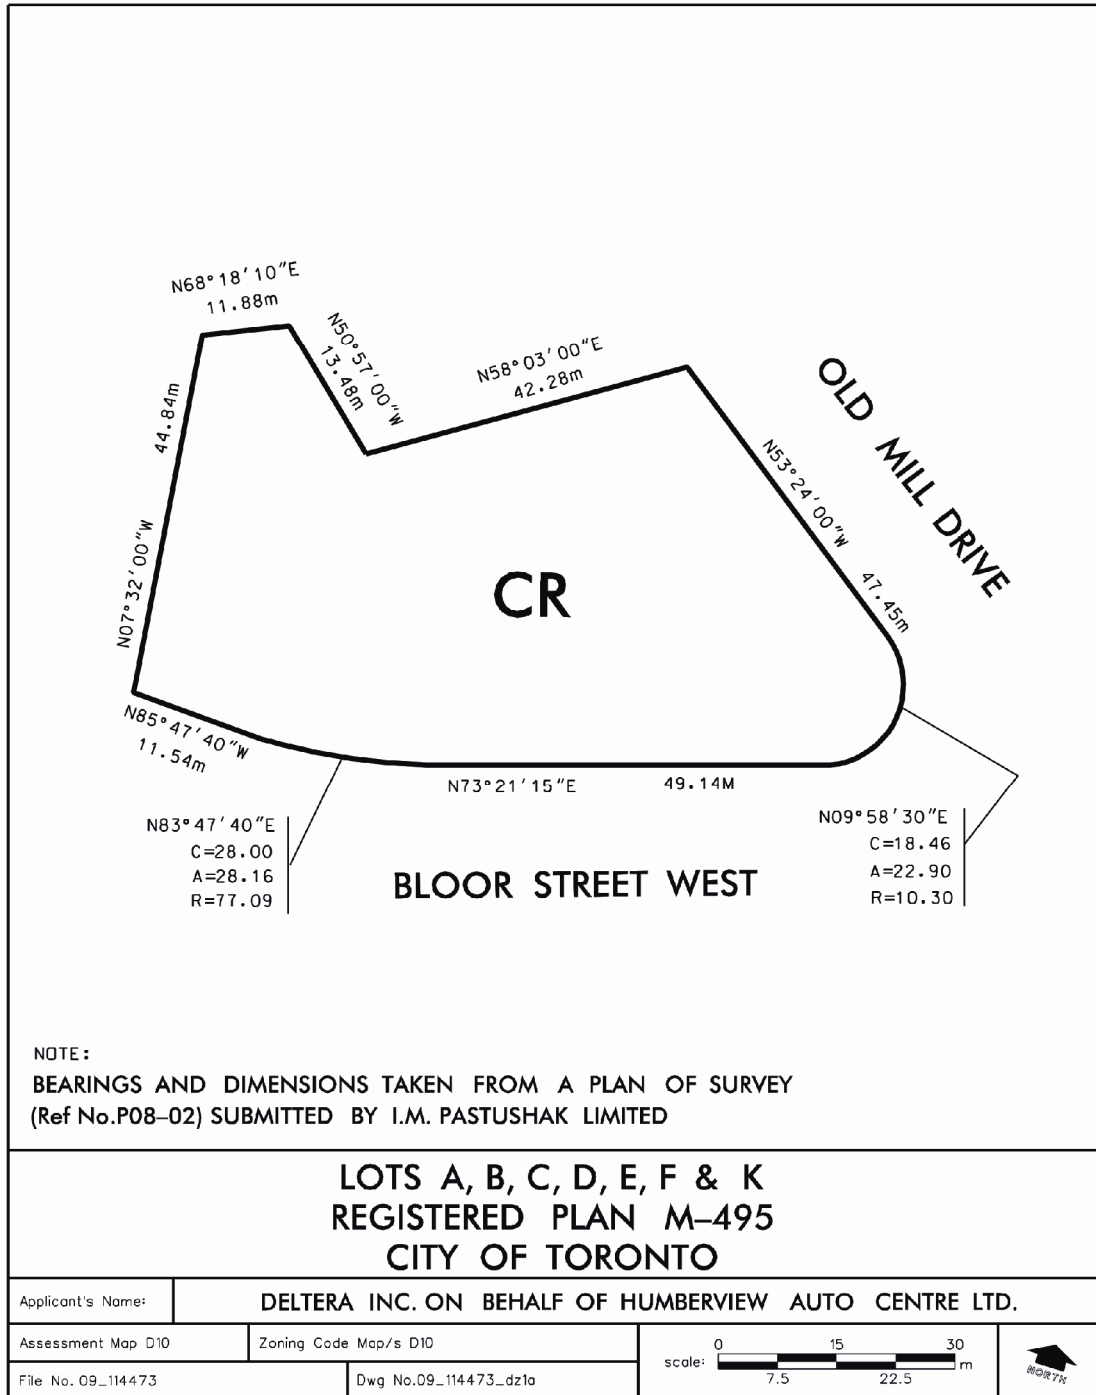 N68°18'10"E
11.88m
N50°57'00"W
13.48m
N58°03'00"E
42.28m
OLD MILL DRIVE
N53°24'00"W
47.45m
44.84m
N07°32'00"W
CR
N85°47'40"W
11.54m
N73°21'15"E 49.14M
N83°47'40"E
C=28.00
A=28.16
R=77.09
N09°58'30"E
C=18.46
A=22.90
R=10.30
BLOOR STREET WEST
NOTE:
BEARINGS AND DIMENSIONS TAKEN FROM A PLAN OF SURVEY
(Ref No.P08–02) SUBMITTED BY I.M. PASTUSHAK LIMITED
LOTS A, B, C, D, E, F & K
REGISTERED PLAN M–495
CITY OF TORONTO
Applicant's Name: DELTERA INC. ON BEHALF OF HUMBERVIEW AUTO CENTRE LTD.
Assessment Map D10 Zoning Code Map/s D10
File No. 09_114473 Dwg No.09_114473_dz1a
0 15 30
scale: m
7.5 22.5
NORTH